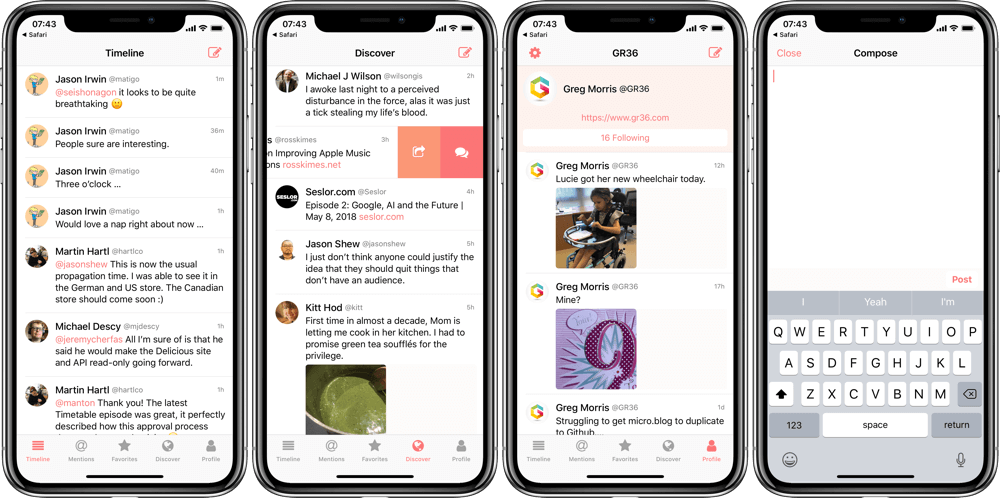 07:43
Safari
Timeline
Jason Irwin @matigo 1m
@seishonagon it looks to be quite
breathtaking 😬
Jason Irwin @matigo 36m
People sure are interesting.
Jason Irwin @matigo 40m
Three o’clock …
Jason Irwin @matigo 1h
Would love a nap right about now …
Martin Hartl @hartlco 1h
@jasonshew This is now the usual
propagation time. I was able to see it in
the German and US store. The Canadian
store should come soon :)
Michael Descy @mjdescy 1h
@jeremycherfas All I’m sure of is that he
said he would make the Delicious site
and API read-only going forward.
Martin Hartl @hartlco 1h
@manton Thank you! The latest
Timetable episode was great, it perfectly
described how this approval process
Timeline Mentions Favorites Discover Profile
07:43
Safari
Discover
Michael J Wilson @wilsongis 2h
I awoke last night to a perceived
disturbance in the force, alas it was just
a tick stealing my life’s blood.
s @rosskimes 3h
n Improving Apple Music
ons rosskimes.net
SESLOR
Seslor.com @Seslor 4h
Episode 2: Google, AI and the Future |
May 8, 2018 seslor.com
Jason Shew @jasonshew 5h
I just don’t think anyone could justify the
idea that they should quit things that
don’t have an audience.
Kitt Hod @kitt 5h
First time in almost a decade, Mom is
letting me cook in her kitchen. I had to
promise green tea soufflés for the
privilege.
Timeline Mentions Favorites Discover Profile
07:43
Safari
GR36
Greg Morris @GR36
https://www.gr36.com
16 Following
Greg Morris @GR36 12h
Lucie got her new wheelchair today.
Greg Morris @GR36 17h
Mine?
9
Greg Morris @GR36 1d
Struggling to get micro.blog to duplicate
to Github
Timeline Mentions Favorites Discover Profile
07:43
Safari
Close Compose
Post
I Yeah I’m
Q W E R T Y U I O P
A S D F G H J K L
Z X C V B N M
123 space return